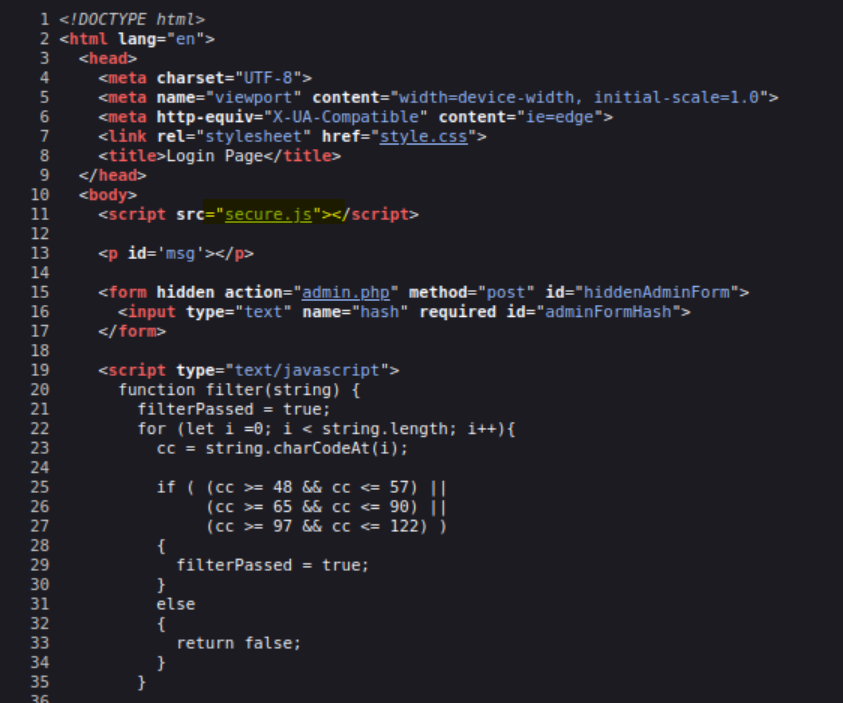 1 <!DOCTYPE html>
2 <html lang="en">
3 <head>
4 <meta charset="UTF-8">
5 <meta name="viewport" content="width=device-width, initial-scale=1.0">
6 <meta http-equiv="X-UA-Compatible" content="ie=edge">
7 <link rel="stylesheet" href="style.css">
8 <title>Login Page</title>
9 </head>
10 <body>
11 <script src="secure.js"></script>
12
13 <p id='msg'></p>
14
15 <form hidden action="admin.php" method="post" id="hiddenAdminForm">
16 <input type="text" name="hash" required id="adminFormHash">
17 </form>
18
19 <script type="text/javascript">
20 function filter(string) {
21 filterPassed = true;
22 for (let i =0; i < string.length; i++){
23 cc = string.charCodeAt(i);
24
25 if ( (cc >= 48 && cc <= 57) ||
26 (cc >= 65 && cc <= 90) ||
27 (cc >= 97 && cc <= 122) )
28 {
29 filterPassed = true;
30 }
31 else
32 {
33 return false;
34 }
35 }
36